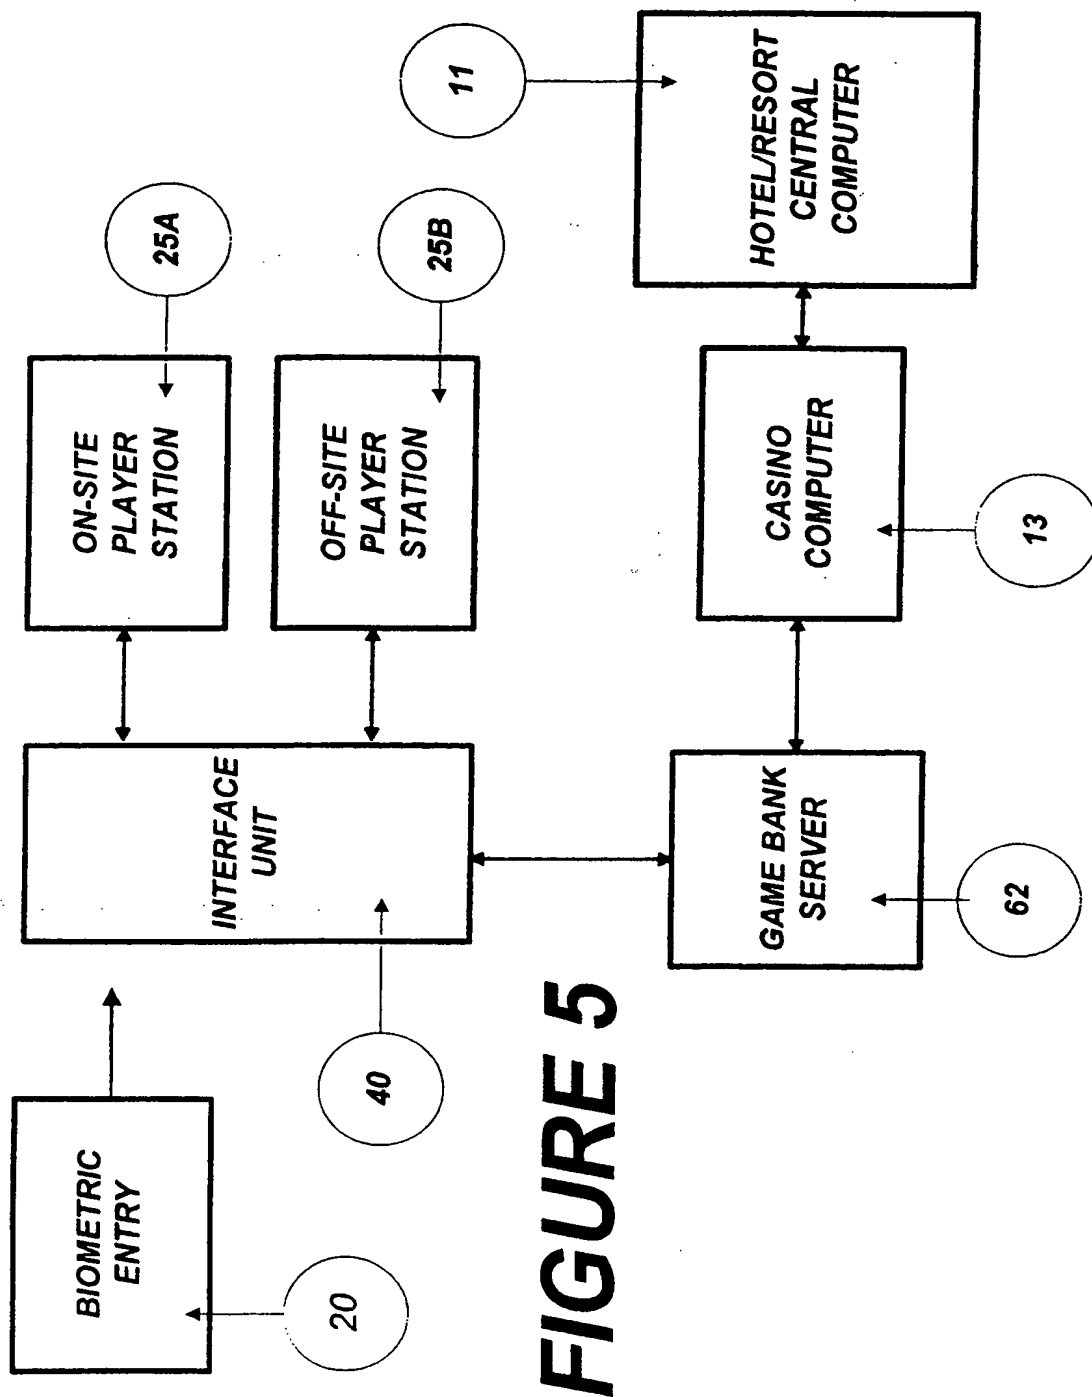 BIOMETRIC
ENTRY
20
INTERFACE
UNIT
40
ON-SITE
PLAYER
STATION
25A
OFF-SITE
PLAYER
STATION
25B
GAME BANK
SERVER
62
CASINO
COMPUTER
13
HOTEL/RESORT
CENTRAL
COMPUTER
11
FIGURE 5